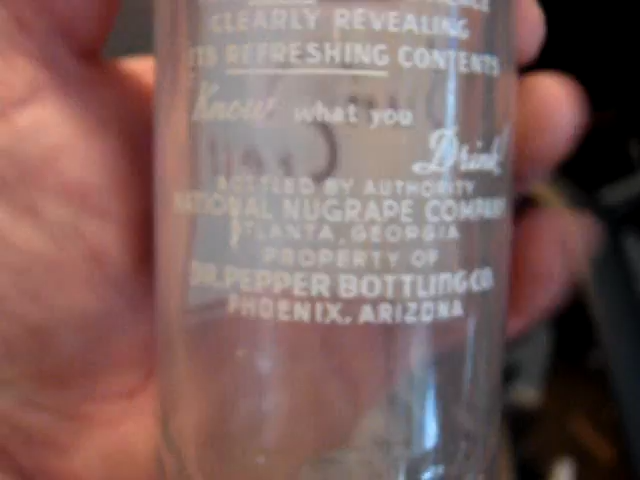 CLEARLY REVEALING
ITS REFRESHING CONTENTS
Know what you
Drink!
BOTTLED BY AUTHORITY
NATIONAL NUGRAPE COMPANY
ATLANTA, GEORGIA
PROPERTY OF
DR. PEPPER BOTTLING CO.
PHOENIX, ARIZONA